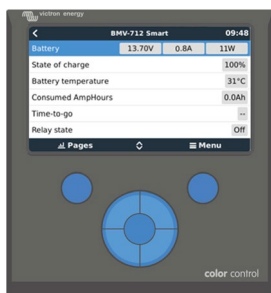 victron energy
BMV-712 Smart 09:48
Battery 13.70V 0.8A 11W
State of charge 100%
Battery temperature 31°C
Consumed AmpHours 0.0Ah
Time-to-go --
Relay state Off
Pages Menu
color control